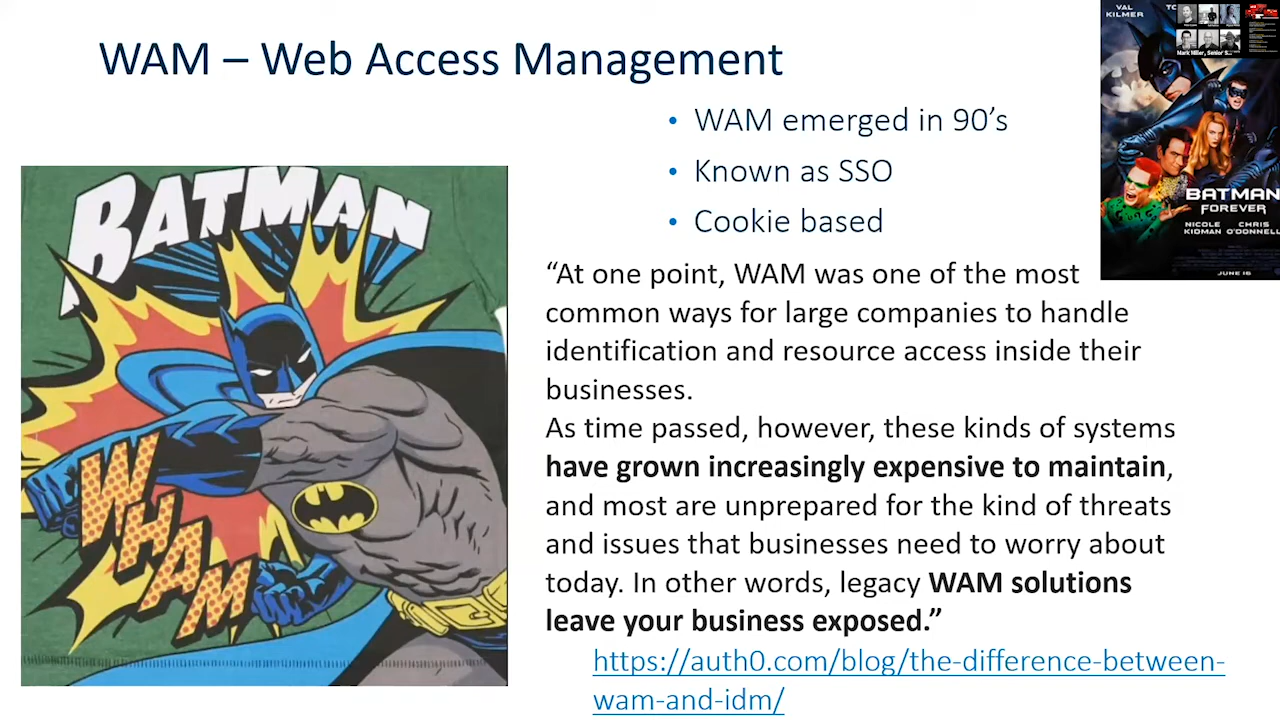 WAM – Web Access Management
• WAM emerged in 90’s
• Known as SSO
• Cookie based
“At one point, WAM was one of the most
common ways for large companies to handle
identification and resource access inside their
businesses.
As time passed, however, these kinds of systems
have grown increasingly expensive to maintain,
and most are unprepared for the kind of threats
and issues that businesses need to worry about
today. In other words, legacy WAM solutions
leave your business exposed.”
https://auth0.com/blog/the-difference-between-
wam-and-idm/
BATMAN
WHAM
VAL
KILMER
Mark Miller, Senior S...
BATMAN
FOREVER
NICOLE CHRIS
KIDMAN O'DONNELL
JUNE 16